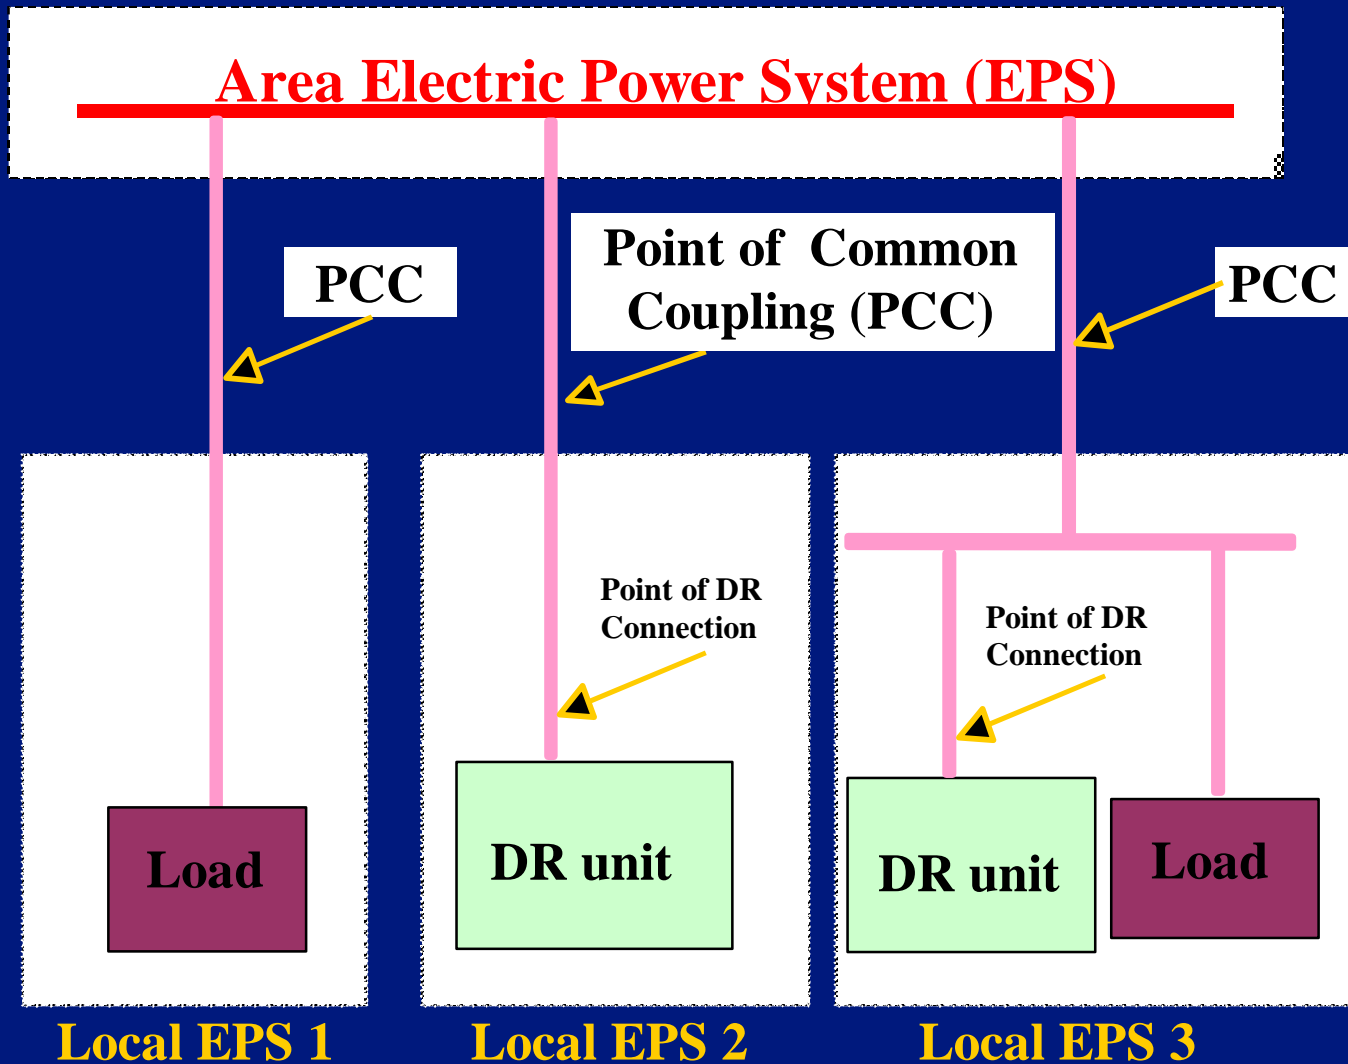 Area Electric Power System (EPS)
PCC
Point of Common
Coupling (PCC)
PCC
Point of DR
Connection
Point of DR
Connection
Load
DR unit
DR unit
Load
Local EPS 1
Local EPS 2
Local EPS 3